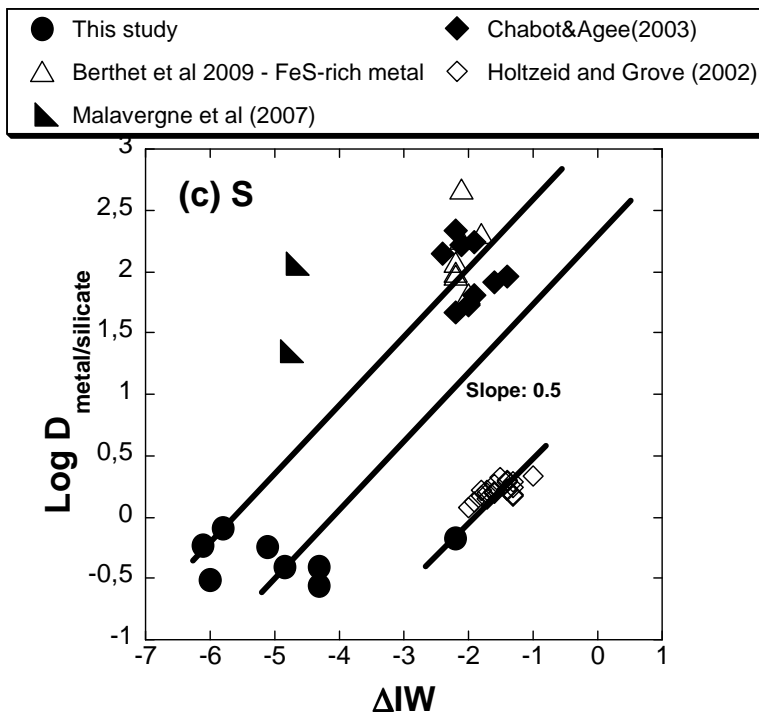 This study
Chabot&Agee(2003)
Berthet et al 2009 - FeS-rich metal
Holtzeid and Grove (2002)
Malavergne et al (2007)
3
2,5
2
1,5
1
0,5
0
-0,5
-1
(c) S
Slope: 0.5
Log D metal/silicate
-7 -6 -5 -4 -3 -2 -1 0 1
ΔIW